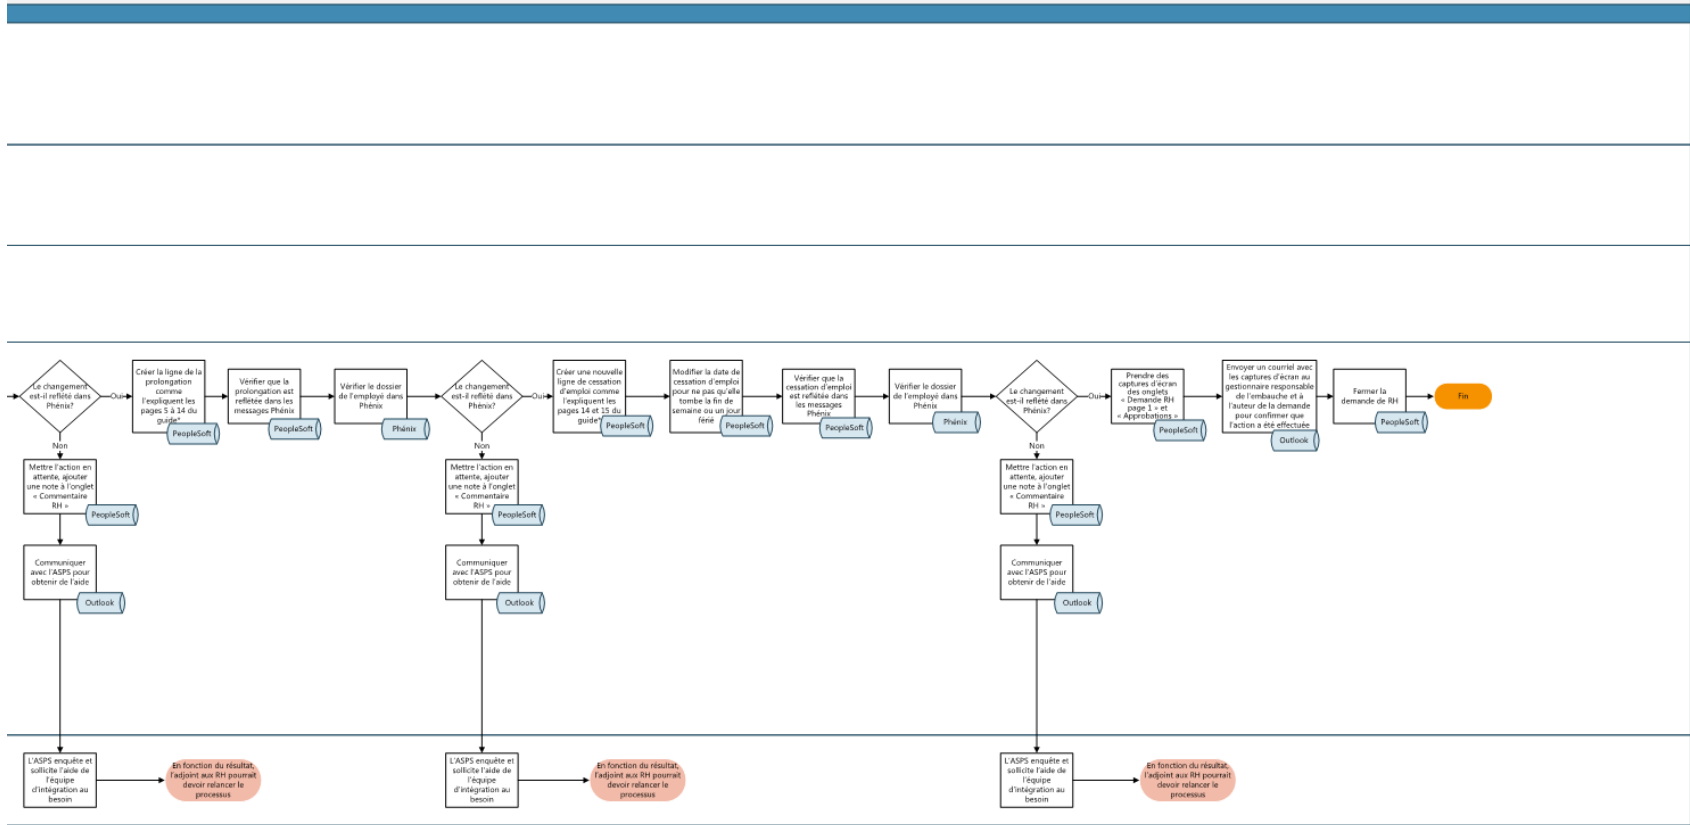 Le changement
est-il reflété dans
Phénix?
Oui
Créer la ligne de la
prolongation
comme
l'expliquent les
pages 5 à 14 du
guide*
PeopleSoft
Vérifier que la
prolongation est
reflétée dans les
messages Phénix
PeopleSoft
Vérifier le dossier
de l'employé dans
Phénix
Phénix
Le changement
est-il reflété dans
Phénix?
Oui
Créer une nouvelle
ligne de cessation
d'emploi comme
l'expliquent les
pages 14 et 15 du
guide*
PeopleSoft
Modifier la date de
cessation d'emploi
pour ne pas qu'elle
tombe la fin de
semaine ou un jour
férié
PeopleSoft
Vérifier que la
cessation d'emploi
est reflétée dans
les messages
Phénix
PeopleSoft
Vérifier le dossier
de l'employé dans
Phénix
Phénix
Le changement
est-il reflété dans
Phénix?
Oui
Prendre des
captures d'écran
des onglets
« Demande RH
page 1 » et
« Approbations »
PeopleSoft
Envoyer un courriel avec
les captures d'écran au
gestionnaire responsable
de l'embauche et à
l'auteur de la demande
pour confirmer que
l'action a été effectuée
Outlook
Fermer la
demande de RH
PeopleSoft
Fin
Non
Mettre l'action en
attente, ajouter
une note à l'onglet
« Commentaire
RH »
PeopleSoft
Communiquer
avec l'ASPS pour
obtenir de l'aide
Outlook
Non
Mettre l'action en
attente, ajouter
une note à l'onglet
« Commentaire
RH »
PeopleSoft
Communiquer
avec l'ASPS pour
obtenir de l'aide
Outlook
Non
Mettre l'action en
attente, ajouter
une note à l'onglet
« Commentaire
RH »
PeopleSoft
Communiquer
avec l'ASPS pour
obtenir de l'aide
Outlook
L'ASPS enquête et
sollicite l'aide de
l'équipe
d'intégration au
besoin
En fonction du résultat,
l'adjoint aux RH pourrait
devoir relancer le
processus
L'ASPS enquête et
sollicite l'aide de
l'équipe
d'intégration au
besoin
En fonction du résultat,
l'adjoint aux RH pourrait
devoir relancer le
processus
L'ASPS enquête et
sollicite l'aide de
l'équipe
d'intégration au
besoin
En fonction du résultat,
l'adjoint aux RH pourrait
devoir relancer le
processus